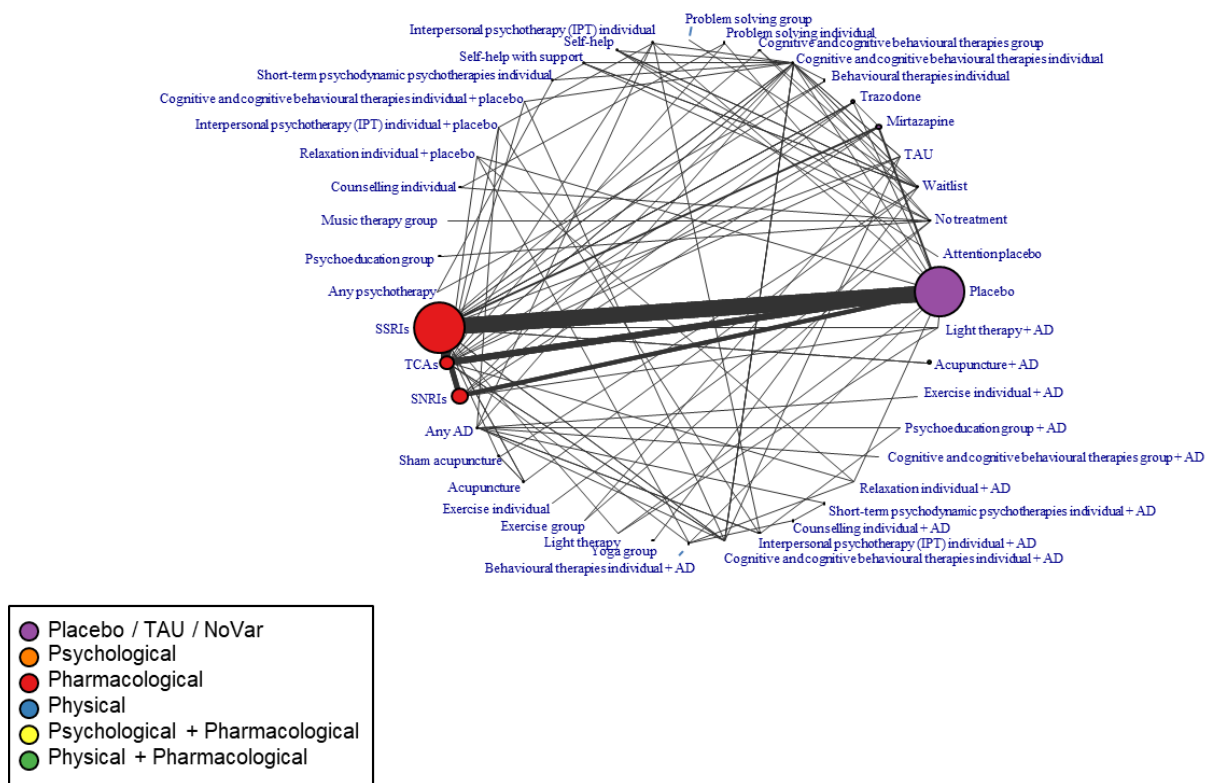 Problem solving group
Interpersonal psychotherapy (IPT) individual
Problem solving individual
Self-help
Cognitive and cognitive behavioural therapies group
Self-help with support
Cognitive and cognitive behavioural therapies individual
Short-term psychodynamic psychotherapies individual
Behavioural therapies individual
Cognitive and cognitive behavioural therapies individual + placebo
Trazodone
Interpersonal psychotherapy (IPT) individual + placebo
Mirtazapine
Relaxation individual + placebo
TAU
Counselling individual
Waitlist
Music therapy group
No treatment
Psychoeducation group
Attention placebo
Any psychotherapy
Placebo
SSRIs
Light therapy + AD
TCAs
Acupuncture + AD
SNRIs
Exercise individual + AD
Any AD
Psychoeducation group + AD
Sham acupuncture
Cognitive and cognitive behavioural therapies group + AD
Acupuncture
Relaxation individual + AD
Exercise individual
Short-term psychodynamic psychotherapies individual + AD
Exercise group
Counselling individual + AD
Light therapy
Interpersonal psychotherapy (IPT) individual + AD
Yoga group
Cognitive and cognitive behavioural therapies individual + AD
Behavioural therapies individual + AD
Placebo / TAU / NoVar
Psychological
Pharmacological
Physical
Psychological + Pharmacological
Physical + Pharmacological